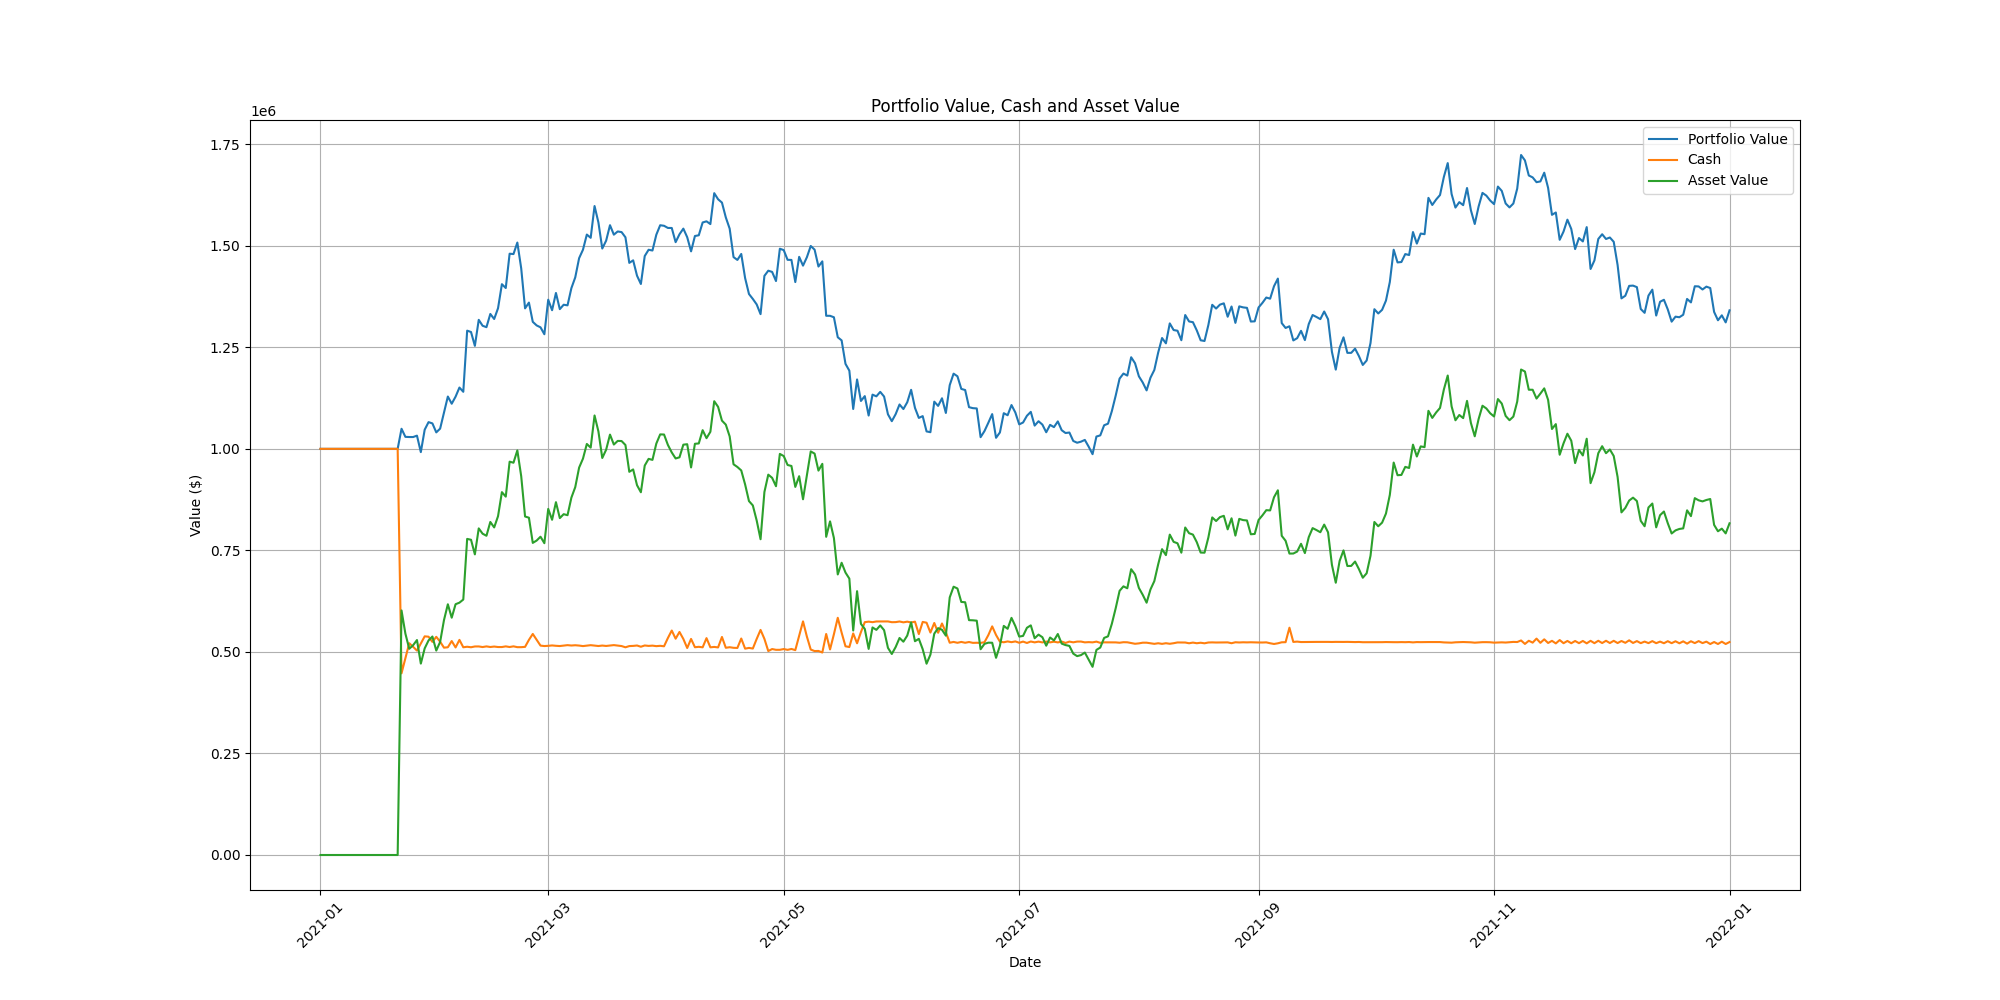 Portfolio Value, Cash and Asset Value
1e6
Portfolio Value
Cash
Asset Value
1.75
1.50
1.25
1.00
0.75
0.50
0.25
0.00
Value ($)
2021-01
2021-03
2021-05
2021-07
2021-09
2021-11
2022-01
Date